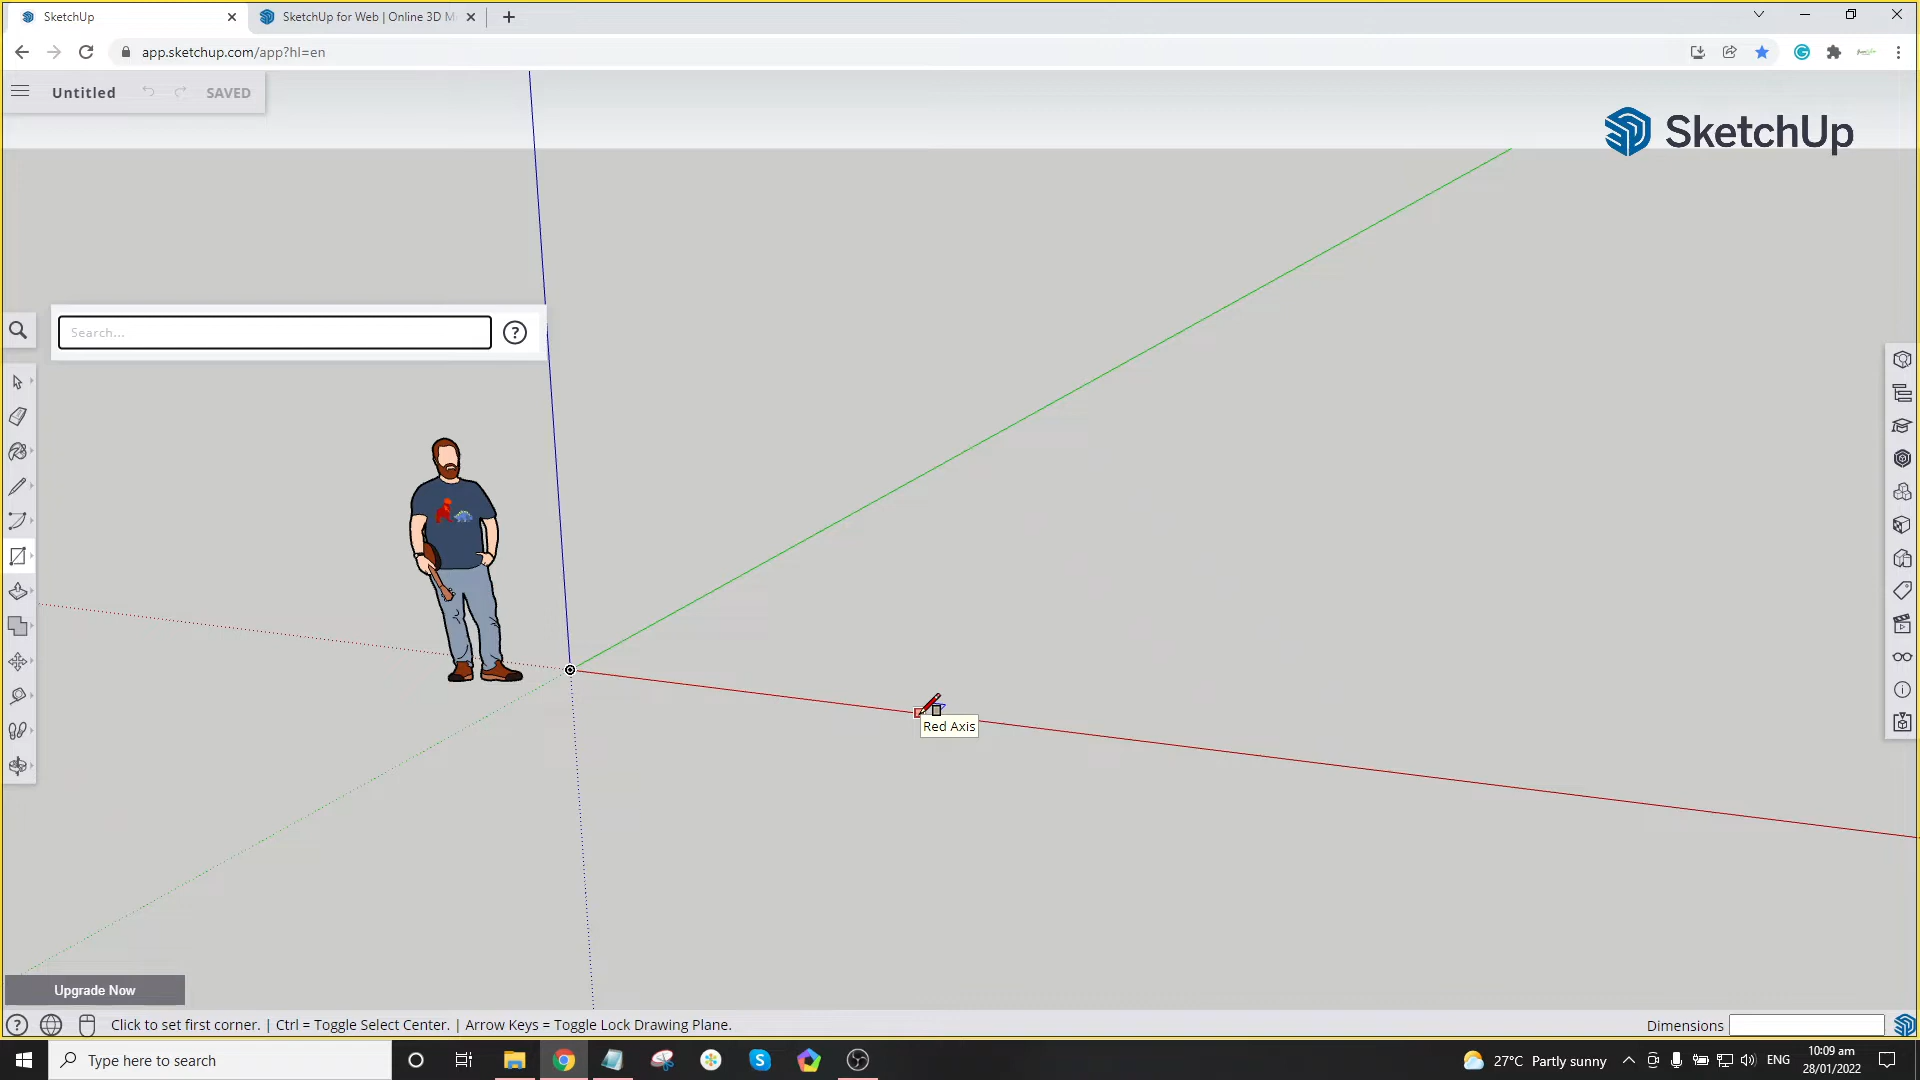 SketchUp
SketchUp for Web | Online 3D M
app.sketchup.com/app?hl=en
Untitled
SAVED
SketchUp
Search...
Red Axis
Upgrade Now
Click to set first corner. | Ctrl = Toggle Select Center. | Arrow Keys = Toggle Lock Drawing Plane.
Dimensions
Type here to search
27°C Partly sunny
ENG
10:09 am
28/01/2022